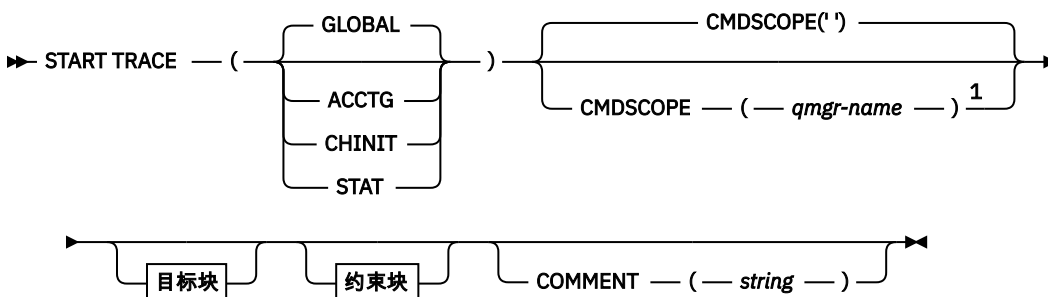 GLOBAL
CMDSCOPE(' ')
START TRACE ( )
ACCTG
CMDSCOPE ( qmgr-name ) 1
CHINIT
STAT
目标块 约束块 COMMENT ( string )